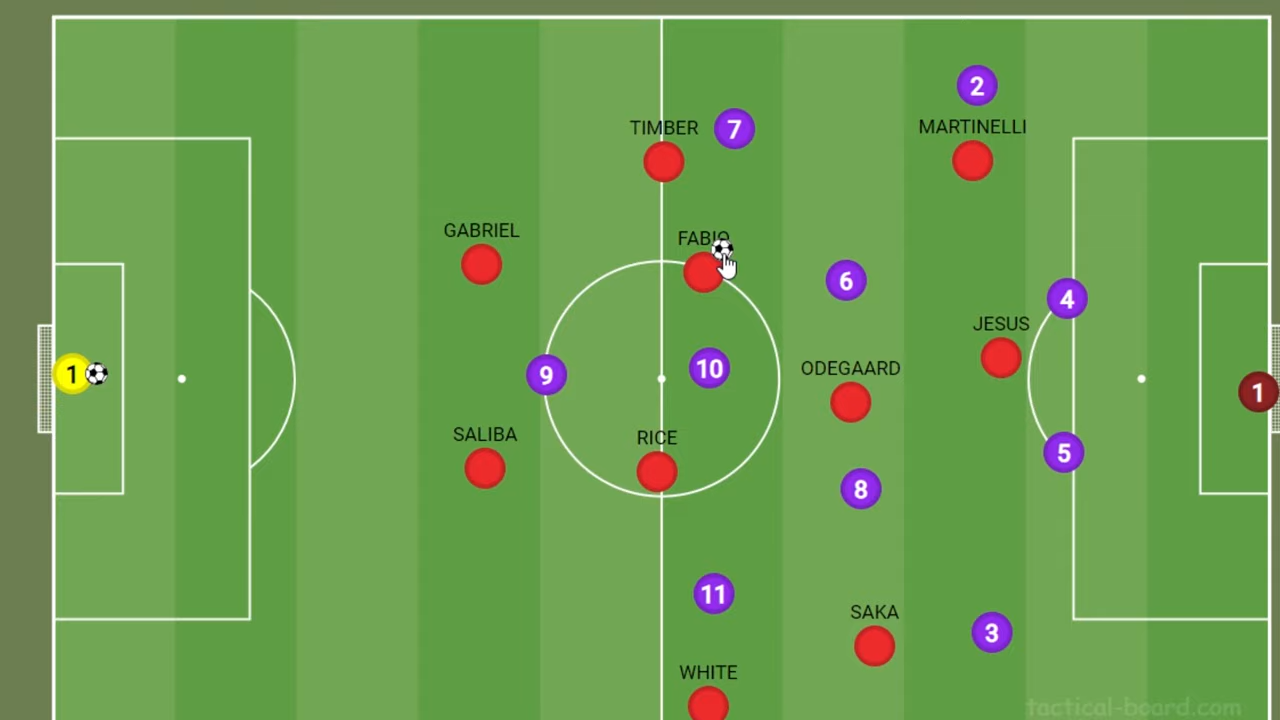 2
TIMBER
7
MARTINELLI
GABRIEL
FABIO
6
4
JESUS
1
9
10
ODEGAARD
1
SALIBA
RICE
5
8
11
SAKA
3
WHITE
tactical-board.com